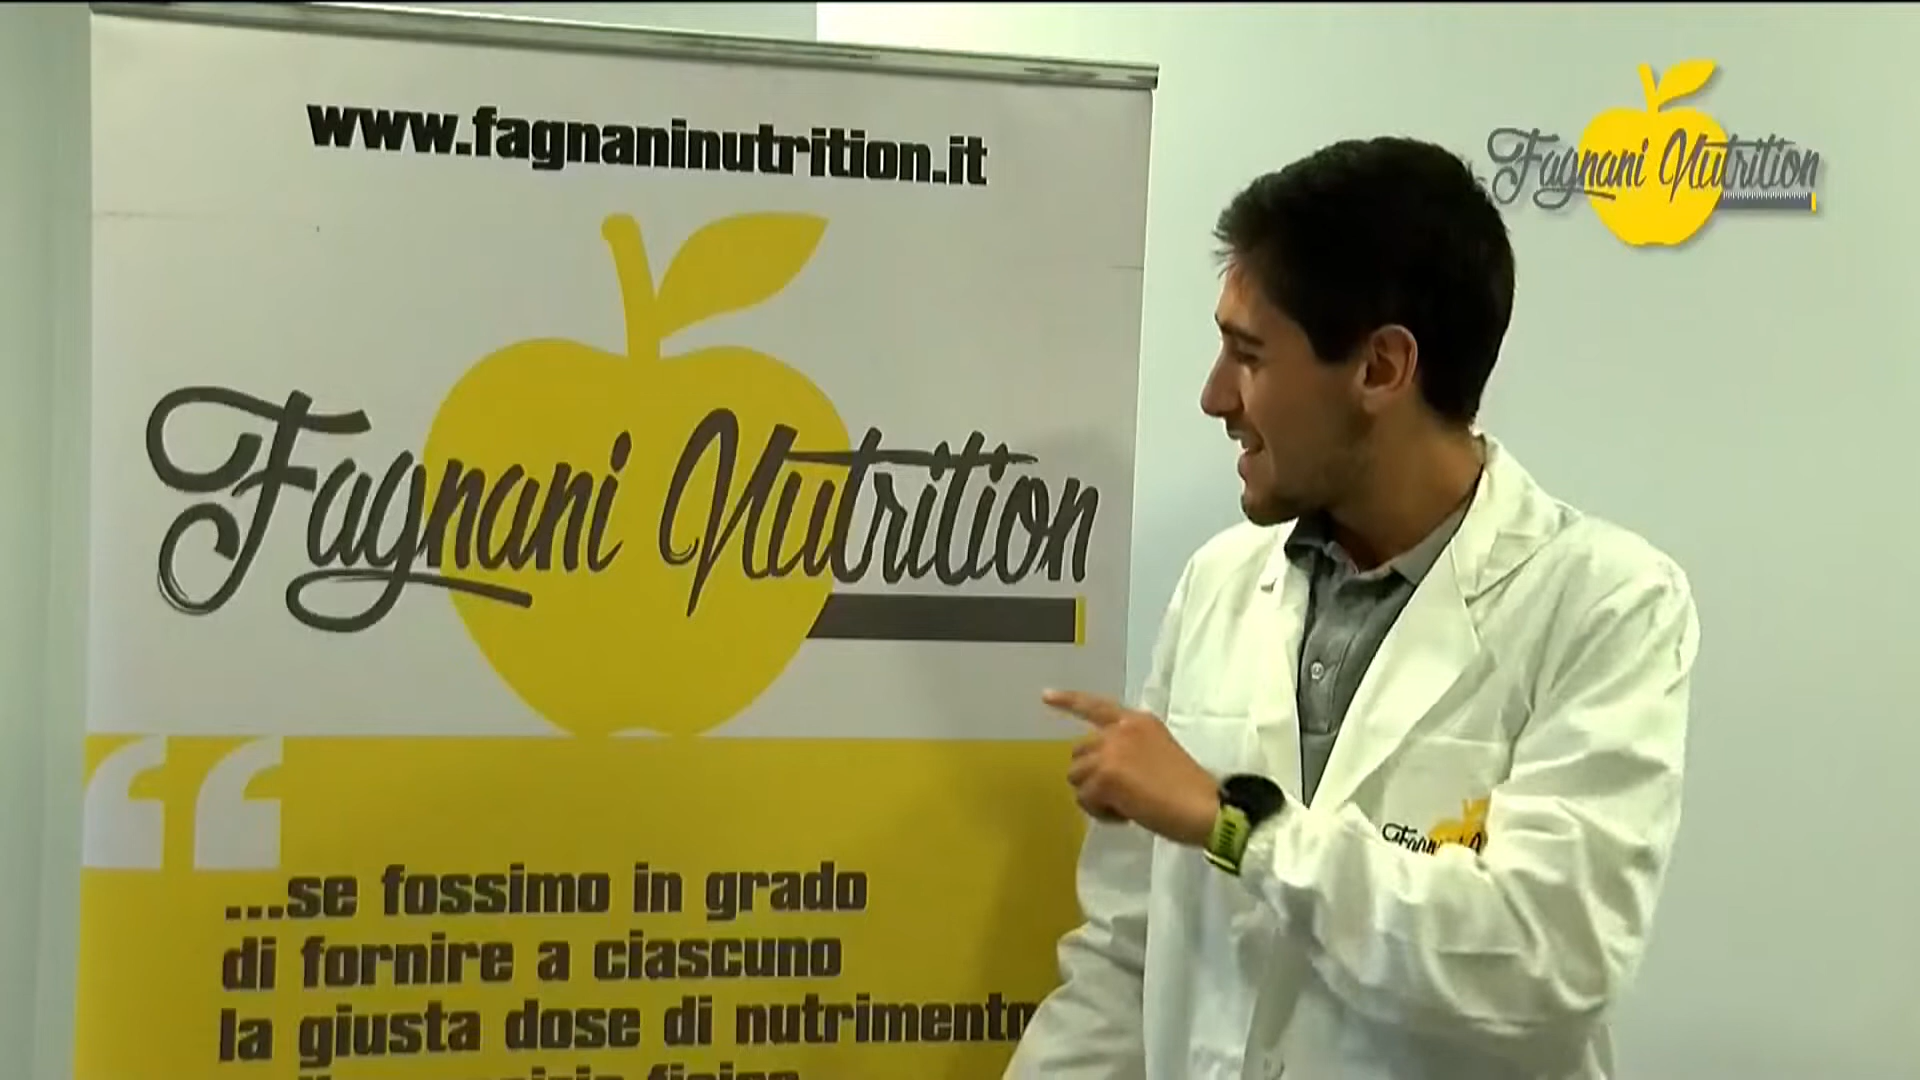 www.fagnaninutrition.it
Fagnani Nutrition
Fagnani Nutrition
...se fossimo in grado
di fornire a ciascuno
la giusta dose di nutrimento